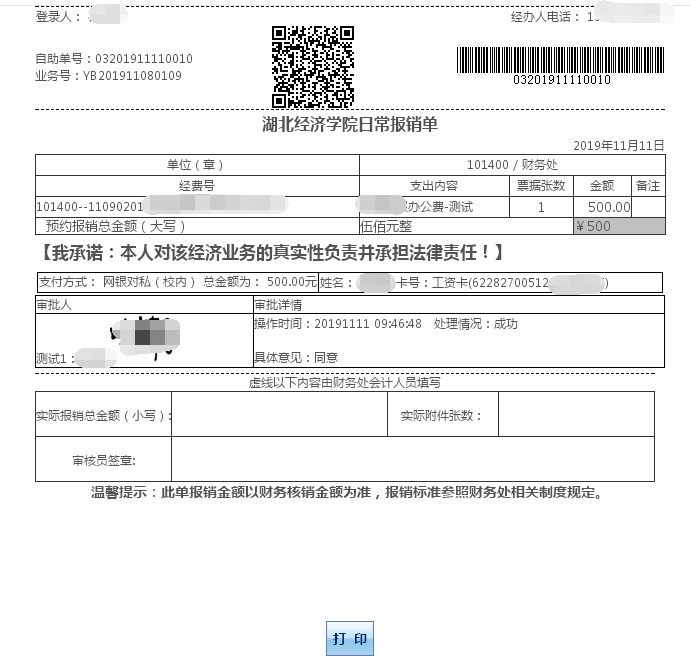 登录人：
经办人电话：
自助单号：03201911110010
业务号：YB201911080109
03201911110010
湖北经济学院日常报销单
2019年11月11日
单位（章） 101400 / 财务处
经费号 支出内容 票据张数 金额 备注
101400--11090201 办公费-测试 1 500.00
预约报销总金额（大写） 伍佰元整 ￥500
【我承诺：本人对该经济业务的真实性负责并承担法律责任！】
支付方式： 网银对私（校内） 总金额为： 500.00元 姓名： 卡号：工资卡(62282700512 )
审批人 审批详情
操作时间：20191111 09:46:48 处理情况：成功
测试1： 具体意见：同意
虚线以下内容由财务处会计人员填写
实际报销总金额（小写）： 实际附件张数：
审核员签章:
温馨提示：此单报销金额以财务核销金额为准，报销标准参照财务处相关制度规定。
打 印